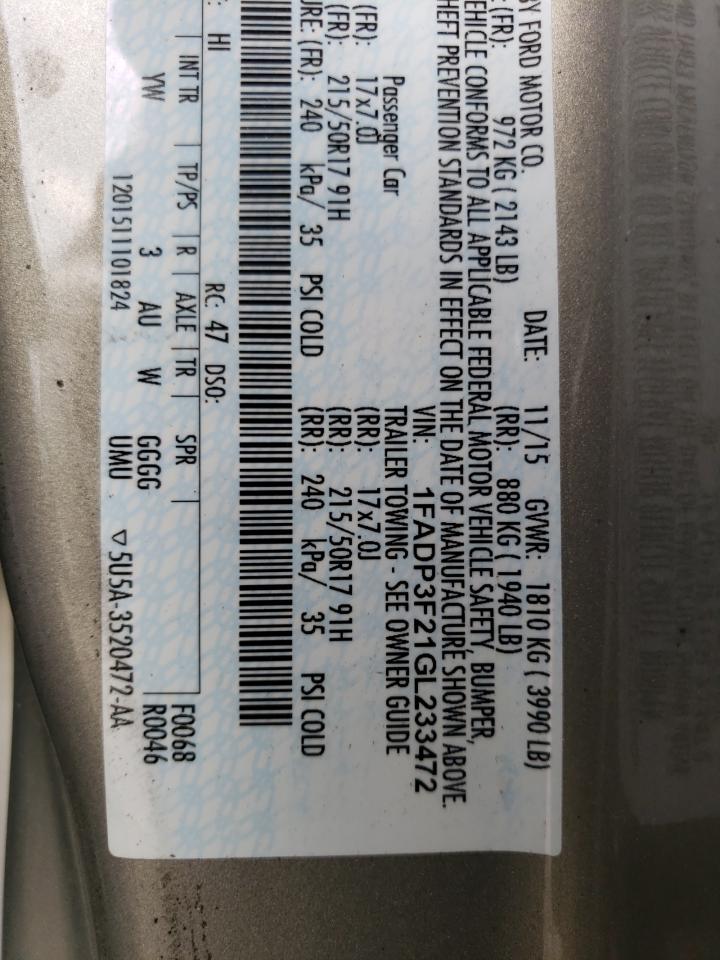 BY FORD MOTOR CO. DATE: 11/15 GVWR: 1810 KG ( 3990 LB)
(FR): 972 KG ( 2143 LB) (RR): 880 KG ( 1940 LB)
EHICLE CONFORMS TO ALL APPLICABLE FEDERAL MOTOR VEHICLE SAFETY, BUMPER,
HEFT PREVENTION STANDARDS IN EFFECT ON THE DATE OF MANUFACTURE SHOWN ABOVE.
VIN: 1FADP3F21GL233472
Passenger Car TRAILER TOWING - SEE OWNER GUIDE
(FR): 17x7.0J (RR): 17x7.0J
(FR): 215/50R17 91H (RR): 215/50R17 91H
URE: (FR): 240 kPa/ 35 PSI COLD (RR): 240 kPa/ 35 PSI COLD
: HI RC: 47 DSO:
INT TR | TP/PS | R | AXLE | TR | SPR | F0068
YW 3 AU W GGGG R0046
1201511101824 UMU ▽5U5A-3520472-AA